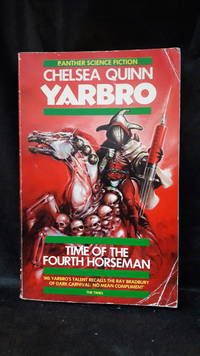 PANTHER SCIENCE FICTION
CHELSEA QUINN
YARBRO
TIME OF THE
FOURTH HORSEMAN
'MS YARBRO'S TALENT RECALLS THE RAY BRADBURY
OF DARK CARNIVAL: NO MEAN COMPLIMENT'
THE TIMES